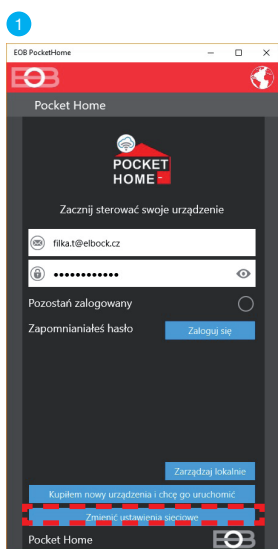 1
EOB PocketHome
EOB
Pocket Home
POCKET
HOME
Zacznij sterować swoje urządzenie
filka.t@elbock.cz
Pozostań zalogowany
Zapomnianiałeś hasło
Zaloguj się
Zarządzaj lokalnie
Kupiłem nowy urządzenia i chcę go uruchomić
Zmienić ustawienia sieciowe
Pocket Home
EOB